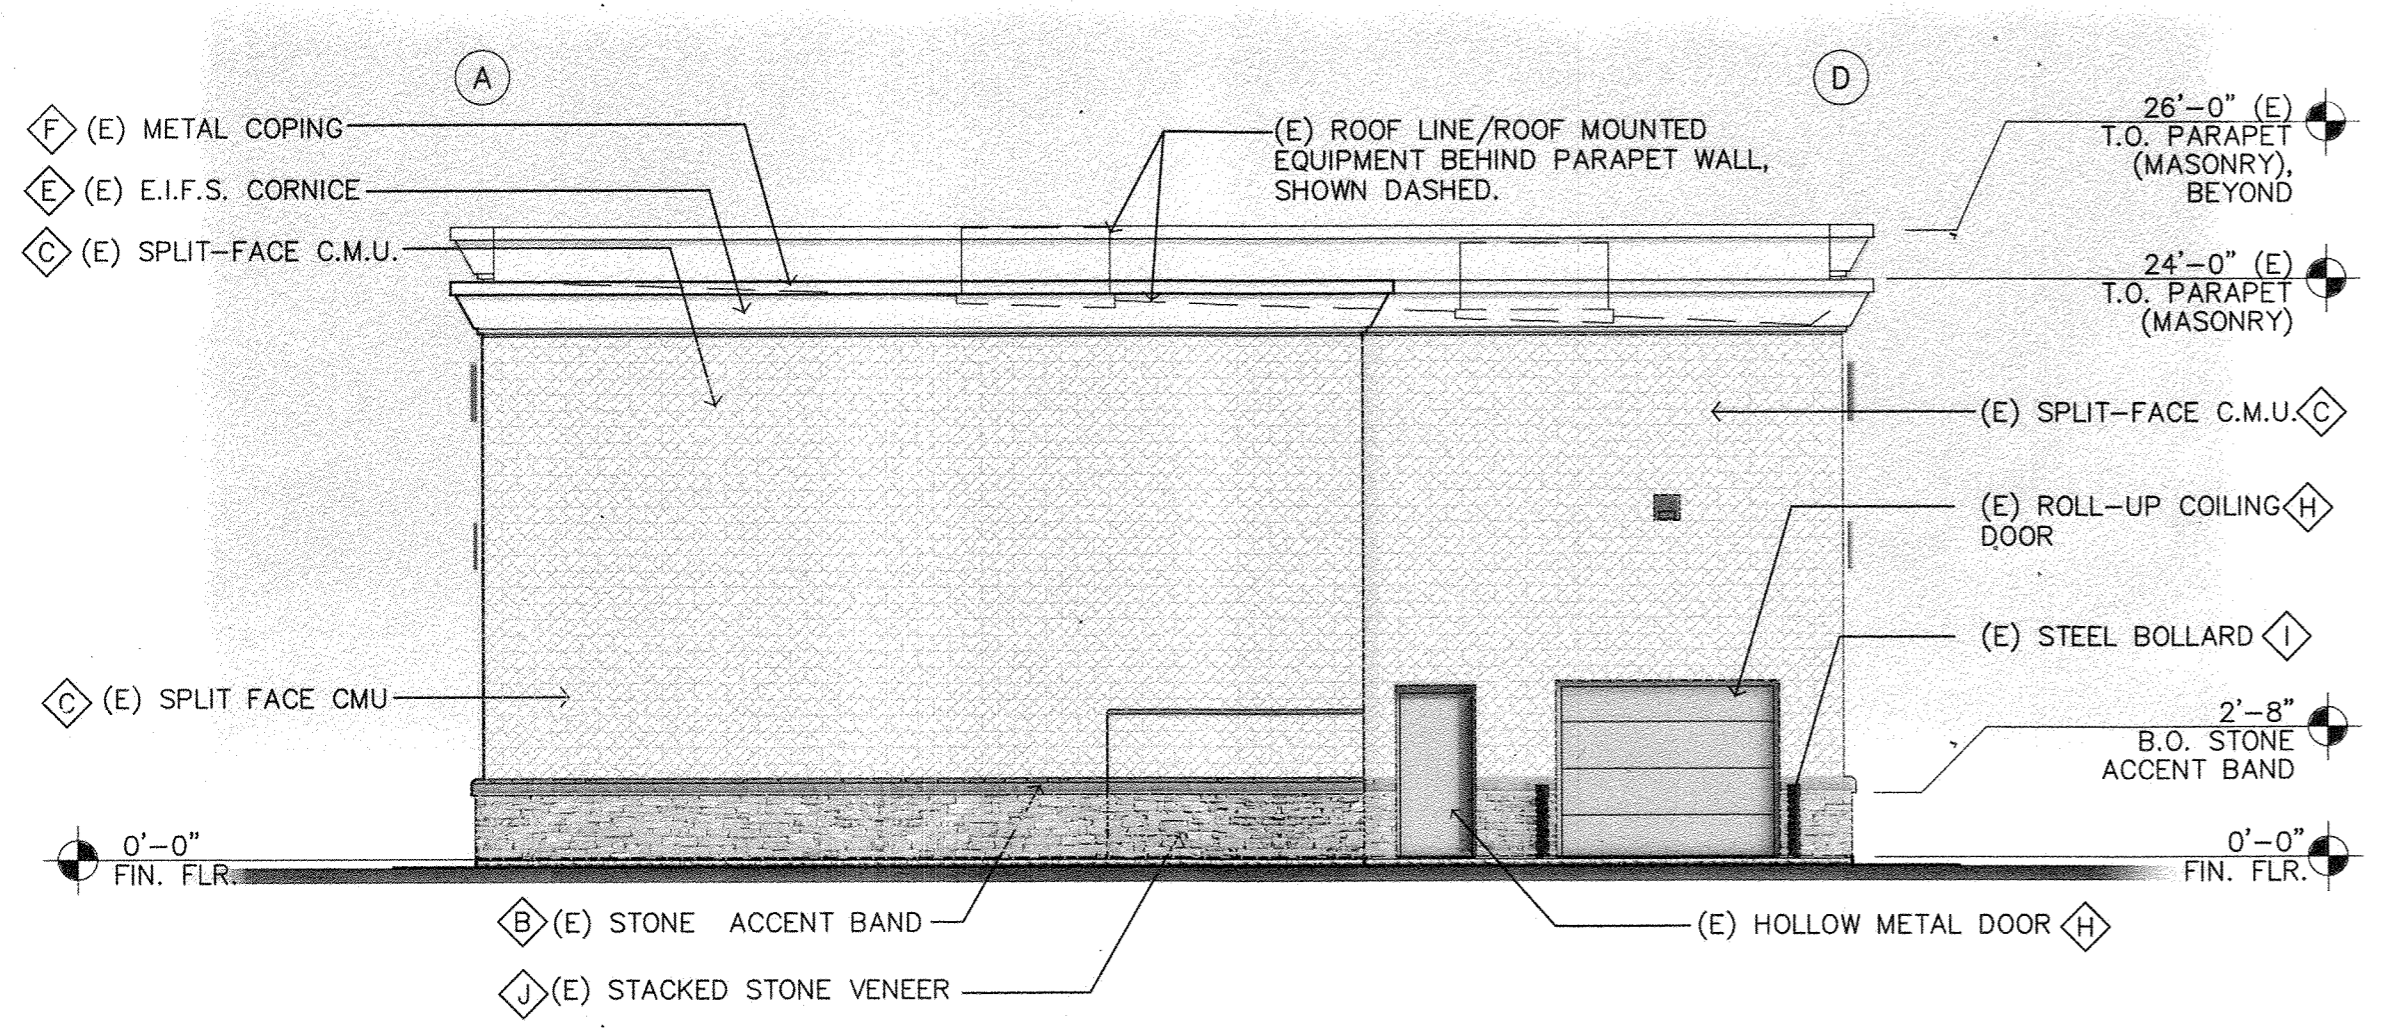 A
D
F (E) METAL COPING
E (E) E.I.F.S. CORNICE
C (E) SPLIT-FACE C.M.U.
(E) ROOF LINE/ROOF MOUNTED
EQUIPMENT BEHIND PARAPET WALL,
SHOWN DASHED.
26'-0" (E)
T.O. PARAPET
(MASONRY),
BEYOND
24'-0" (E)
T.O. PARAPET
(MASONRY)
(E) SPLIT-FACE C.M.U. C
(E) ROLL-UP COILING H
DOOR
(E) STEEL BOLLARD I
C (E) SPLIT FACE CMU
2'-8"
B.O. STONE
ACCENT BAND
0'-0"
FIN. FLR.
0'-0"
FIN. FLR.
B (E) STONE ACCENT BAND
(E) HOLLOW METAL DOOR H
J (E) STACKED STONE VENEER